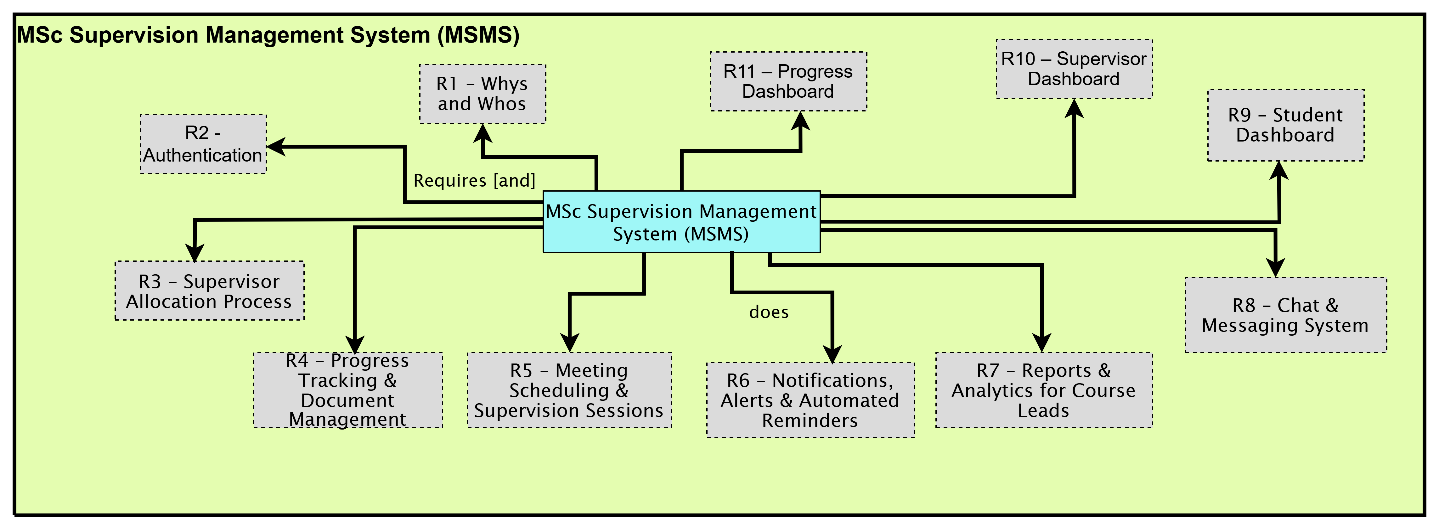 MSc Supervision Management System (MSMS)
R1 – Whys
and Whos
R11 – Progress
Dashboard
R10 – Supervisor
Dashboard
R9 – Student
Dashboard
R2 -
Authentication
Requires [and]
MSc Supervision Management
System (MSMS)
R3 – Supervisor
Allocation Process
R8 – Chat &
Messaging System
does
R4 – Progress
Tracking &
Document
Management
R5 – Meeting
Scheduling &
Supervision Sessions
R6 – Notifications,
Alerts & Automated
Reminders
R7 – Reports &
Analytics for Course
Leads